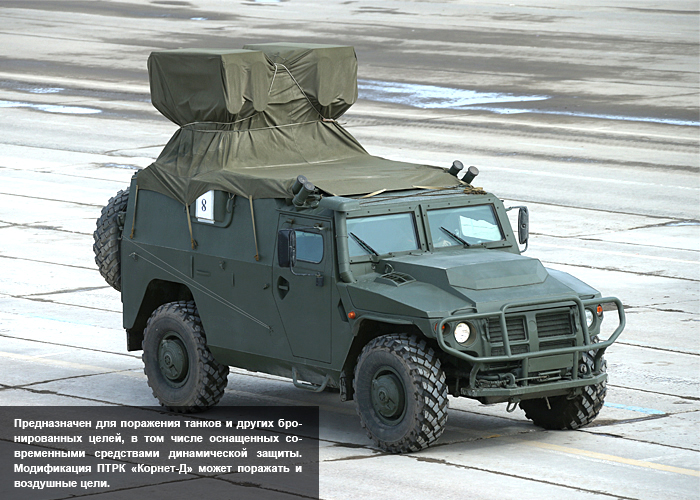 8
Предназначен для поражения танков и других бро-
нированных целей, в том числе оснащенных со-
временными средствами динамической защиты.
Модификация ПТРК «Корнет-Д» может поражать и
воздушные цели.